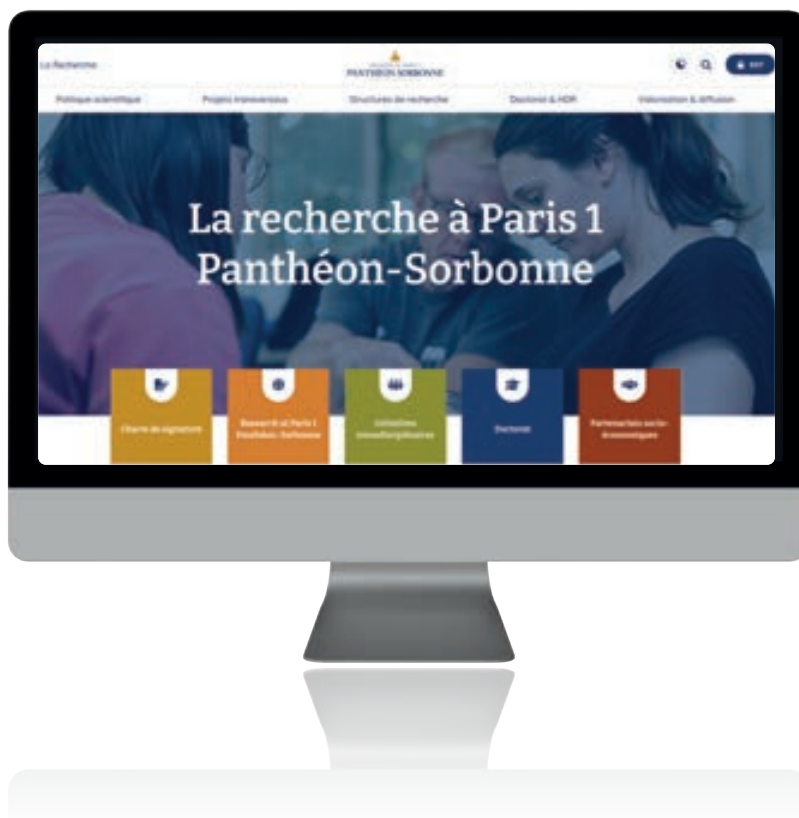 La Recherche
PANTHÉON SORBONNE
ENT
Politique scientifique
Projets transversaux
Structures de recherche
Doctorat & HDR
Valorisation & diffusion
La recherche à Paris 1
Panthéon-Sorbonne
Charte de signature
Research at Paris 1
Panthéon-Sorbonne
Initiatives
Doctorat
Partenariats socio-
économiques